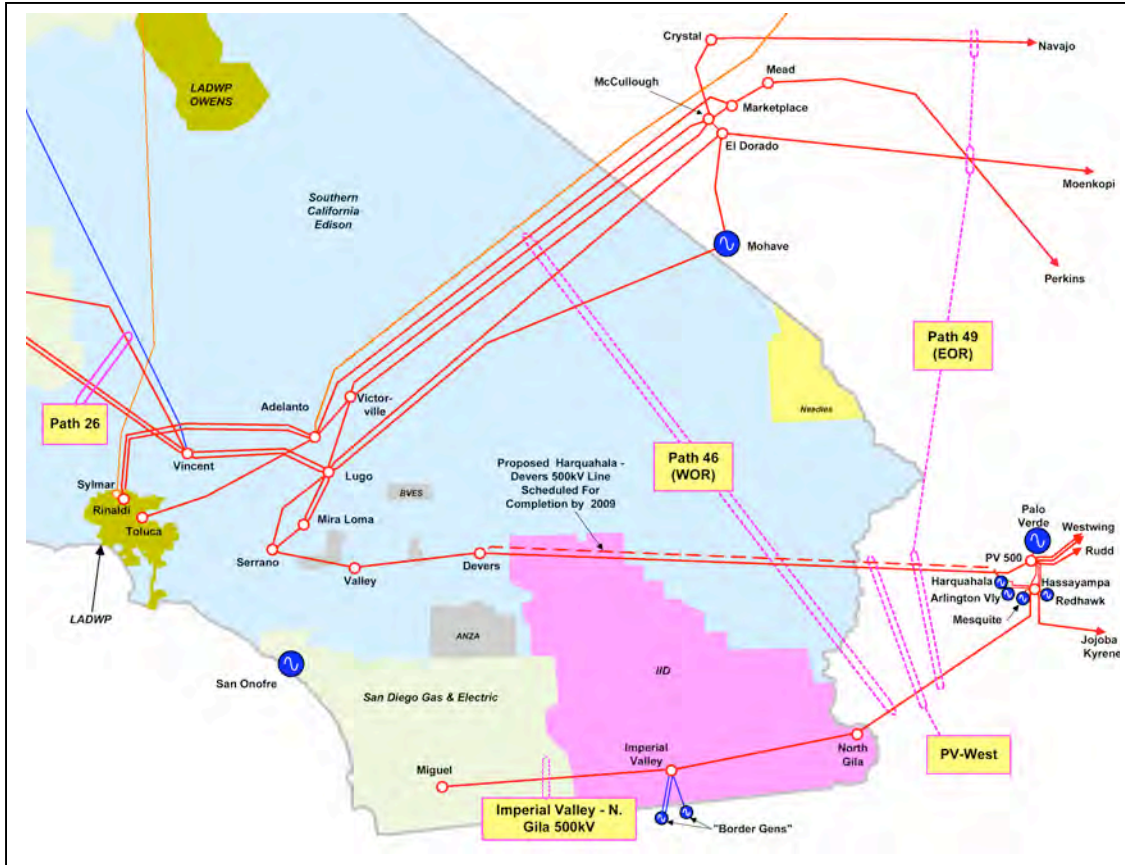 Crystal
Navajo
LADWP
OWENS
Mead
McCullough
Marketplace
El Dorado
Moenkopi
Southern
California
Edison
Mohave
Perkins
Path 49
(EOR)
Path 26
Adelanto
Victor-
ville
Needles
Vincent
Path 46
(WOR)
Proposed Harquahala -
Devers 500kV Line
Scheduled For
Completion by 2009
Lugo
Sylmar
BVES
Rinaldi
Toluca
Mira Loma
Palo
Verde
Westwing
PV 500
Rudd
Serrano
Valley
Devers
Harquahala
Hassayampa
Arlington Vly
Redhawk
Mesquite
LADWP
ANZA
Jojoba
Kyrene
San Onofre
IID
San Diego Gas & Electric
Imperial
Valley
North
Gila
PV-West
Miguel
Imperial Valley - N.
Gila 500kV
"Border Gens"